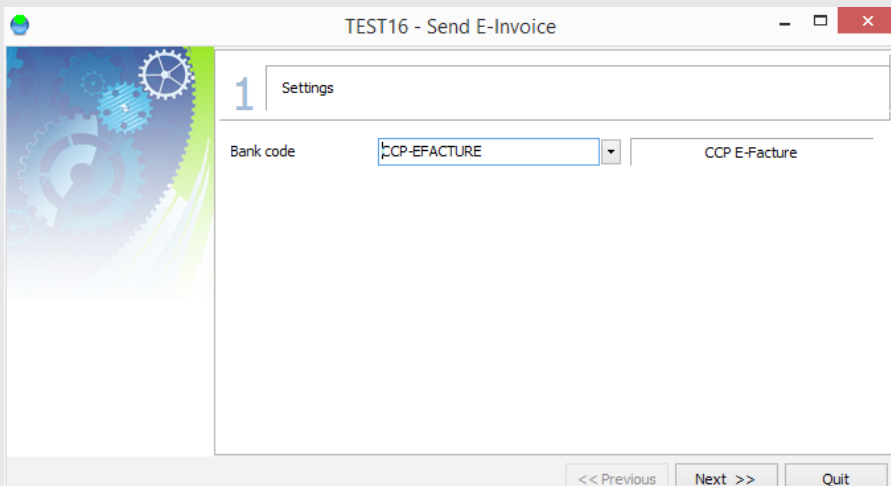 TEST16 - Send E-Invoice
1 Settings
Bank code CCP-EFACTURE CCP E-Facture
<< Previous Next >> Quit